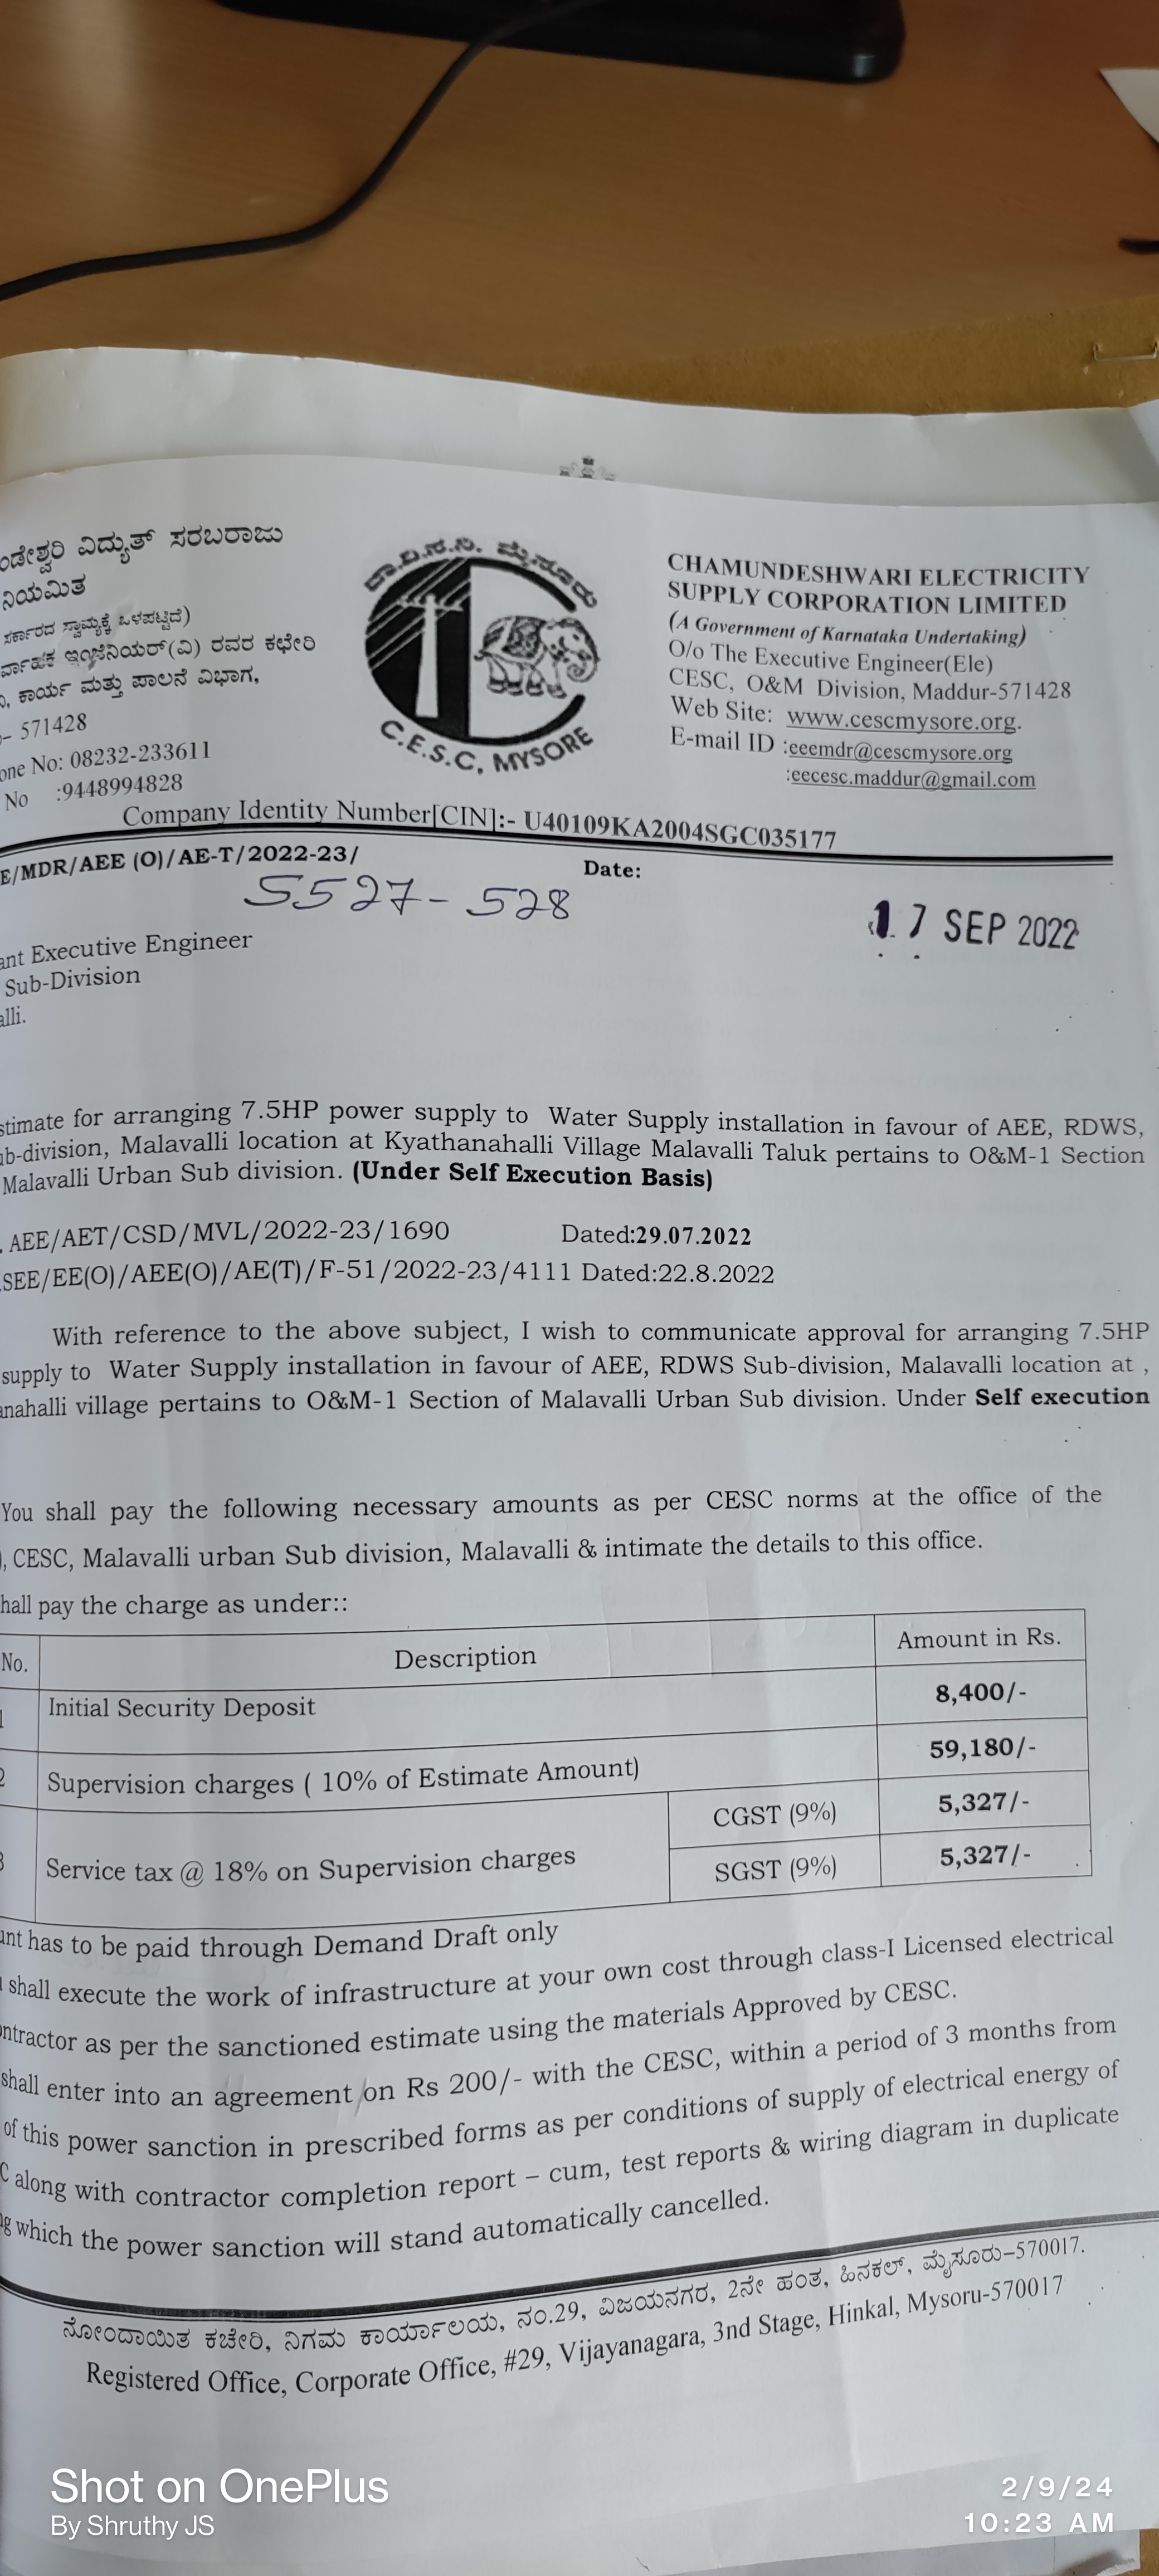 ಂಡೇಶ್ವರಿ ವಿದ್ಯುತ್ ಸರಬರಾಜು
ನಿಯಮಿತ
ಸರ್ಕಾರದ ಸ್ವಾಮ್ಯಕ್ಕೆ ಒಳಪಟ್ಟಿದೆ)
ರ್ವಾಹಕ ಇಂಜಿನಿಯರ್(ವಿ) ರವರ ಕಛೇರಿ
ನಿ, ಕಾರ್ಯ ಮತ್ತು ಪಾಲನೆ ವಿಭಾಗ,
– 571428
one No: 08232-233611
No :9448994828
ಚಾ.ವಿ.ಸ.ನಿ. ಮೈಸೂರು
C.E.S.C, MYSORE
CHAMUNDESHWARI ELECTRICITY
SUPPLY CORPORATION LIMITED
(A Government of Karnataka Undertaking)
O/o The Executive Engineer(Ele)
CESC, O&M Division, Maddur-571428
Web Site: www.cescmysore.org.
E-mail ID :eeemdr@cescmysore.org
:eecesc.maddur@gmail.com
Company Identity Number[CIN]:- U40109KA2004SGC035177
E/MDR/AEE (O)/AE-T/2022-23/ Date:
5527-528
17 SEP 2022
ant Executive Engineer
Sub-Division
alli.
stimate for arranging 7.5HP power supply to Water Supply installation in favour of AEE, RDWS,
ub-division, Malavalli location at Kyathanahalli Village Malavalli Taluk pertains to O&M-1 Section
Malavalli Urban Sub division. (Under Self Execution Basis)
. AEE/AET/CSD/MVL/2022-23/1690 Dated:29.07.2022
.SEE/EE(O)/AEE(O)/AE(T)/F-51/2022-23/4111 Dated:22.8.2022
With reference to the above subject, I wish to communicate approval for arranging 7.5HP
supply to Water Supply installation in favour of AEE, RDWS Sub-division, Malavalli location at ,
anahalli village pertains to O&M-1 Section of Malavalli Urban Sub division. Under Self execution
You shall pay the following necessary amounts as per CESC norms at the office of the
), CESC, Malavalli urban Sub division, Malavalli & intimate the details to this office.
hall pay the charge as under::
No. Description Amount in Rs.
1 Initial Security Deposit 8,400/-
2 Supervision charges ( 10% of Estimate Amount) 59,180/-
3 Service tax @ 18% on Supervision charges CGST (9%) 5,327/-
SGST (9%) 5,327/-
unt has to be paid through Demand Draft only
shall execute the work of infrastructure at your own cost through class-I Licensed electrical
ontractor as per the sanctioned estimate using the materials Approved by CESC.
shall enter into an agreement on Rs 200/- with the CESC, within a period of 3 months from
of this power sanction in prescribed forms as per conditions of supply of electrical energy of
C along with contractor completion report – cum, test reports & wiring diagram in duplicate
ng which the power sanction will stand automatically cancelled.
ನೋಂದಾಯಿತ ಕಚೇರಿ, ನಿಗಮ ಕಾರ್ಯಾಲಯ, ನಂ.29, ವಿಜಯನಗರ, 2ನೇ ಹಂತ, ಹಿನಕಲ್, ಮೈಸೂರು–570017.
Registered Office, Corporate Office, #29, Vijayanagara, 3nd Stage, Hinkal, Mysoru-570017
Shot on OnePlus
By Shruthy JS
2/9/24
10:23 AM